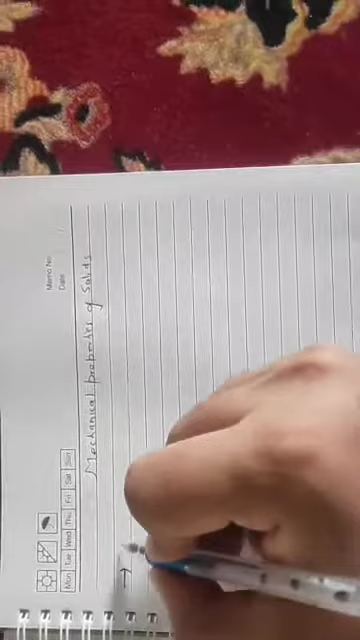 Memo No.
Date
Mon Tue Wed Thu Fri Sat Sun
Mechanical properties of Solids
→